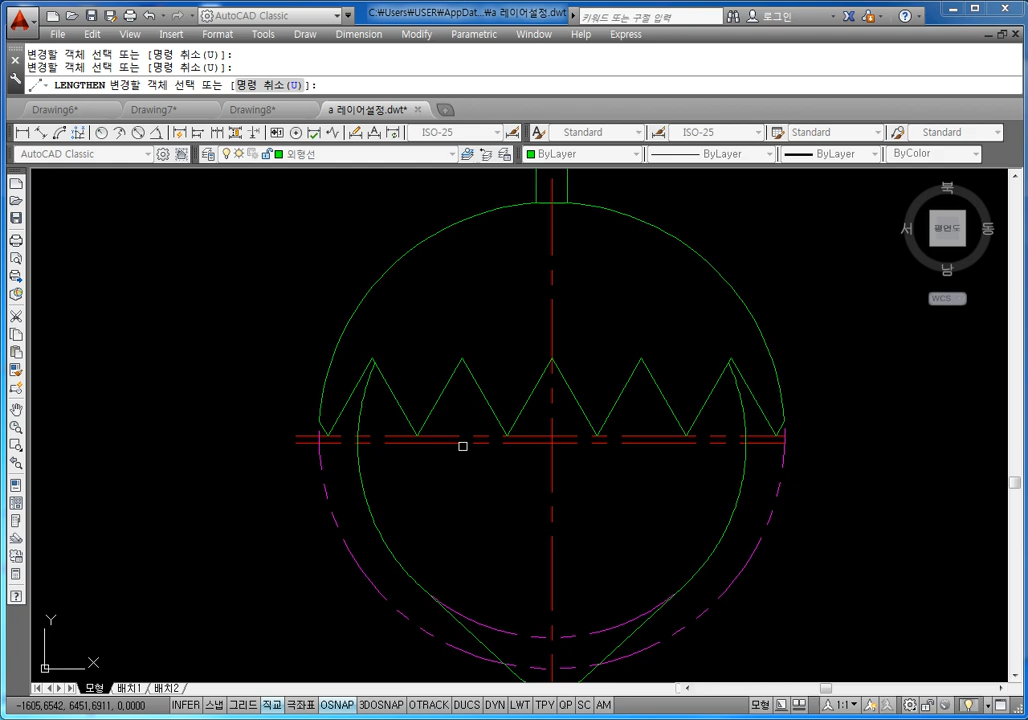 AutoCAD Classic
C:\Users\USER\AppDat...\a 레이어설정.dwt
키워드 또는 구절 입력
로그인
File Edit View Insert Format Tools Draw Dimension Modify Parametric Window Help Express
변경할 객체 선택 또는 [명령 취소(U)]:
변경할 객체 선택 또는 [명령 취소(U)]:
LENGTHEN 변경할 객체 선택 또는 [명령 취소(U)]:
Drawing6* Drawing7* Drawing8* a 레이어설정.dwt*
ISO-25 Standard ISO-25 Standard Standard
AutoCAD Classic 외형선 ByLayer ByLayer ByLayer ByColor
북
서 평면도 동
남
WCS
Y
X
모형 배치1 배치2
-1605,6542, 6451,6911, 0,0000 INFER 스냅 그리드 직교 극좌표 OSNAP 3DOSNAP OTRACK DUCS DYN LWT TPY QP SC AM 모형 1:1